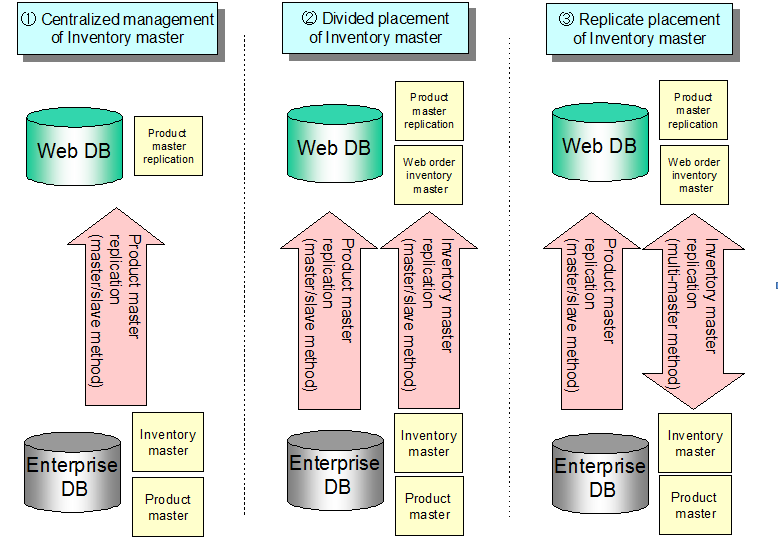 ① Centralized management
of Inventory master
Web DB
Product
master
replication
Product master
replication
(master/slave method)
Enterprise
DB
Inventory
master
Product
master
② Divided placement
of Inventory master
Web DB
Product
master
replication
Web order
inventory
master
Product master
replication
(master/slave method)
Inventory master
replication
(master/slave method)
Enterprise
DB
Inventory
master
Product
master
③ Replicate placement
of Inventory master
Web DB
Product
master
replication
Web order
inventory
master
Product master
replication
(master/slave method)
Inventory master
replication
(multi-master method)
Enterprise
DB
Inventory
master
Product
master